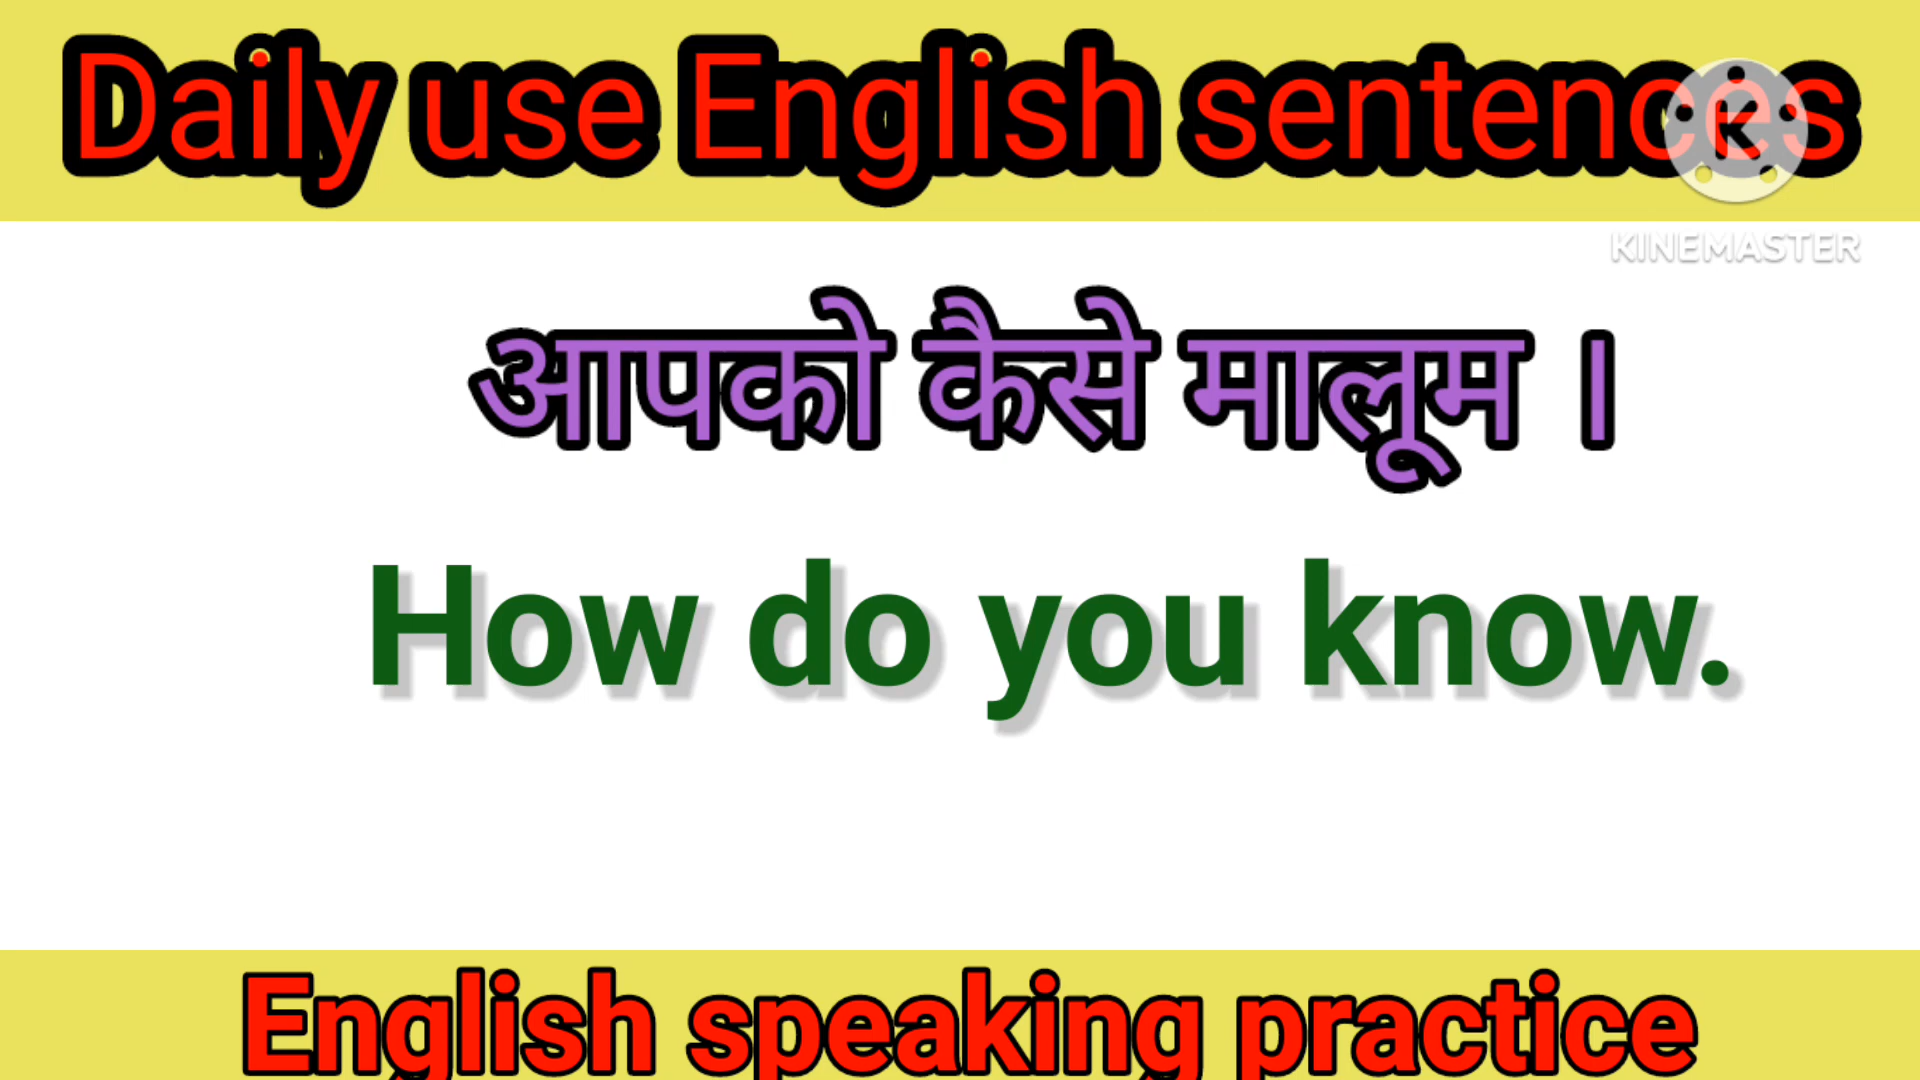 Daily use English sentences
KINEMASTER
आपको कैसे मालूम ।
How do you know.
English speaking practice